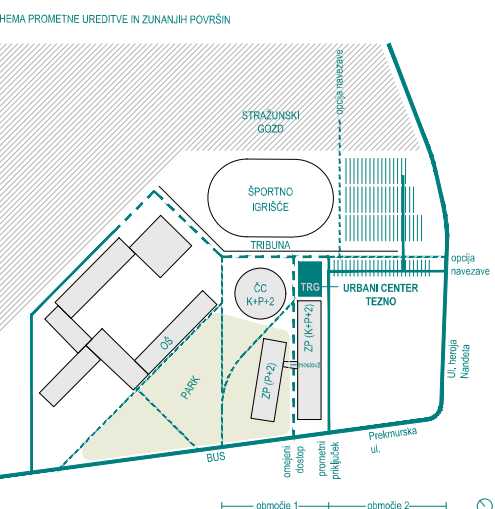 HEMA PROMETNE UREDITVE IN ZUNANJIH POVRŠIN
opcija navezave
STRAŽUNSKI
GOZD
ŠPORTNO
IGRIŠČE
TRIBUNA
opcija
navezave
ČC
K+P+2
TRG
URBANI CENTER
TEZNO
ZP (K+P+2)
OŠ
PARK
ZP (P+2)
Ul. heroja
Nandeta
Prekmurska
ul.
BUS
omejeni
dostop
prometni
priključek
območje 1
območje 2